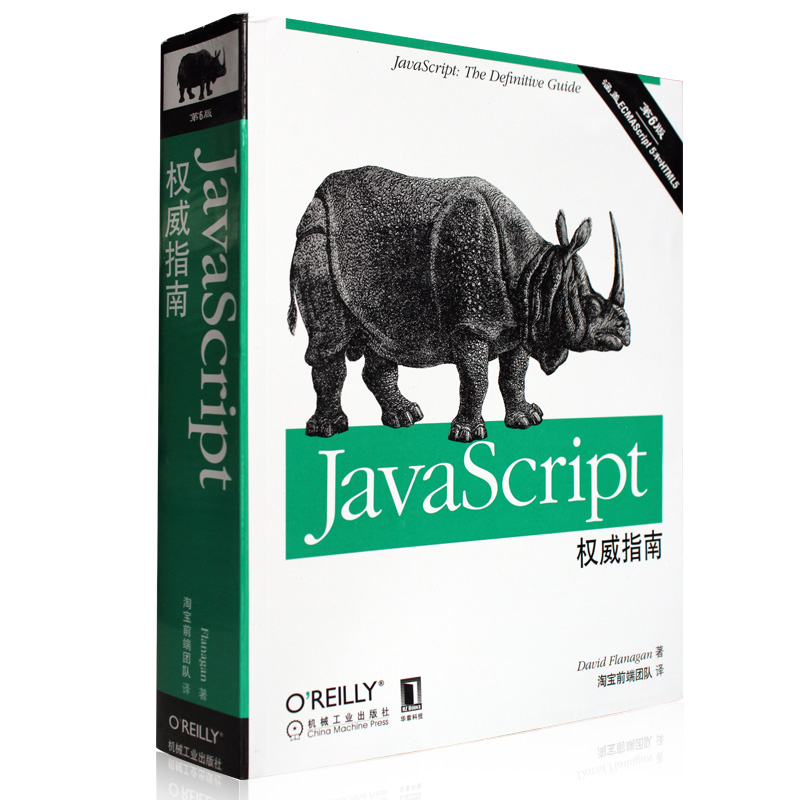 第6版
JavaScript
权威指南
Flanagan 著
淘宝前端团队 译
O'REILLY
机械工业出版社
JavaScript: The Definitive Guide
第6版
涵盖ECMAScript 5和HTML5
JavaScript
权威指南
David Flanagan 著
淘宝前端团队 译
O'REILLY®
机械工业出版社
China Machine Press
HZ Books
华章科技